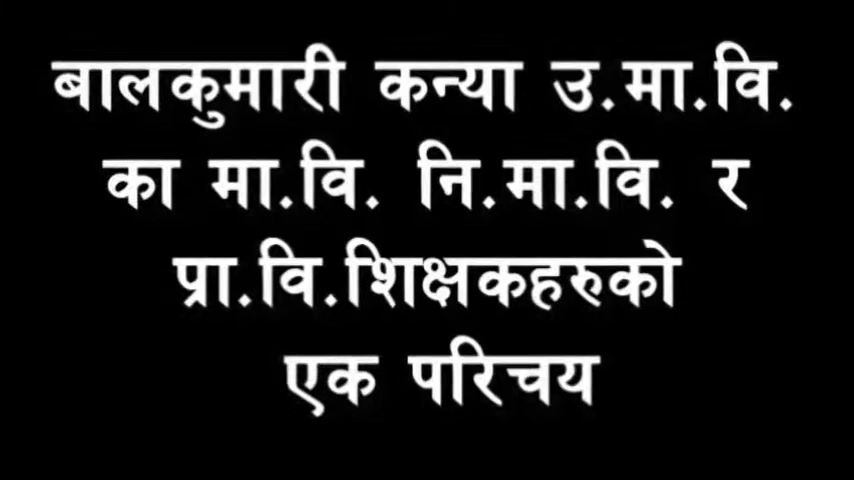 बालकुमारी कन्या उ.मा.वि.
का मा.वि. नि.मा.वि. र
प्रा.वि.शिक्षकहरुको
एक परिचय